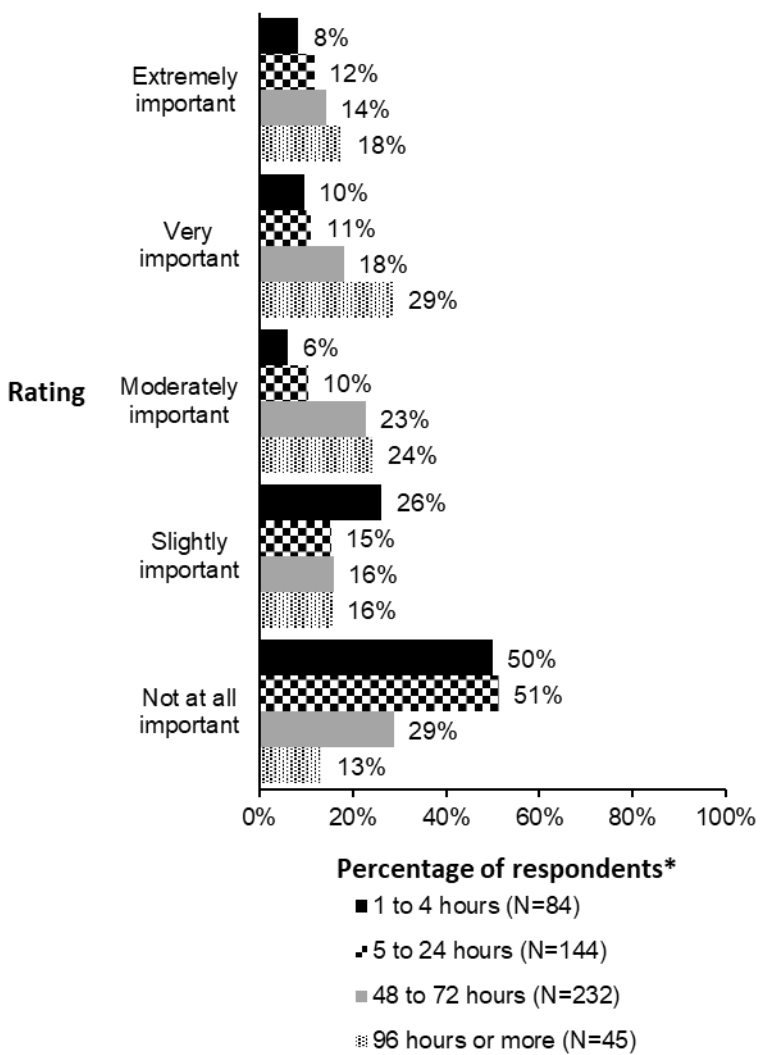 8%
Extremely
important
12%
14%
18%
10%
Very
important
11%
18%
29%
6%
Rating
Moderately
important
10%
23%
24%
26%
Slightly
important
15%
16%
16%
50%
Not at all
important
51%
29%
13%
0% 20% 40% 60% 80% 100%
Percentage of respondents*
1 to 4 hours (N=84)
5 to 24 hours (N=144)
48 to 72 hours (N=232)
96 hours or more (N=45)